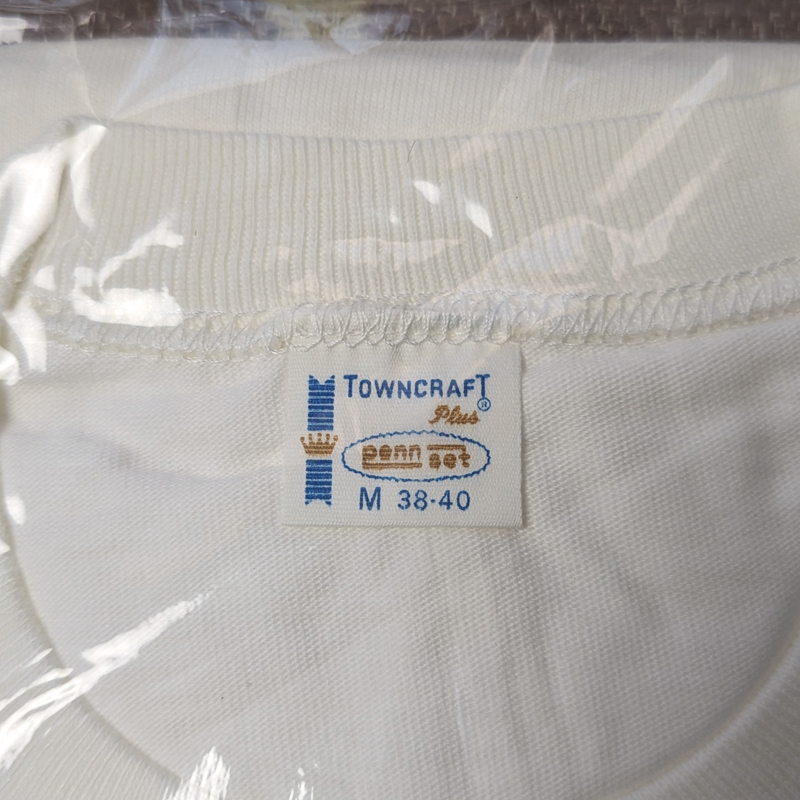 TOWNCRAFT®
Plus
penn set
M 38-40